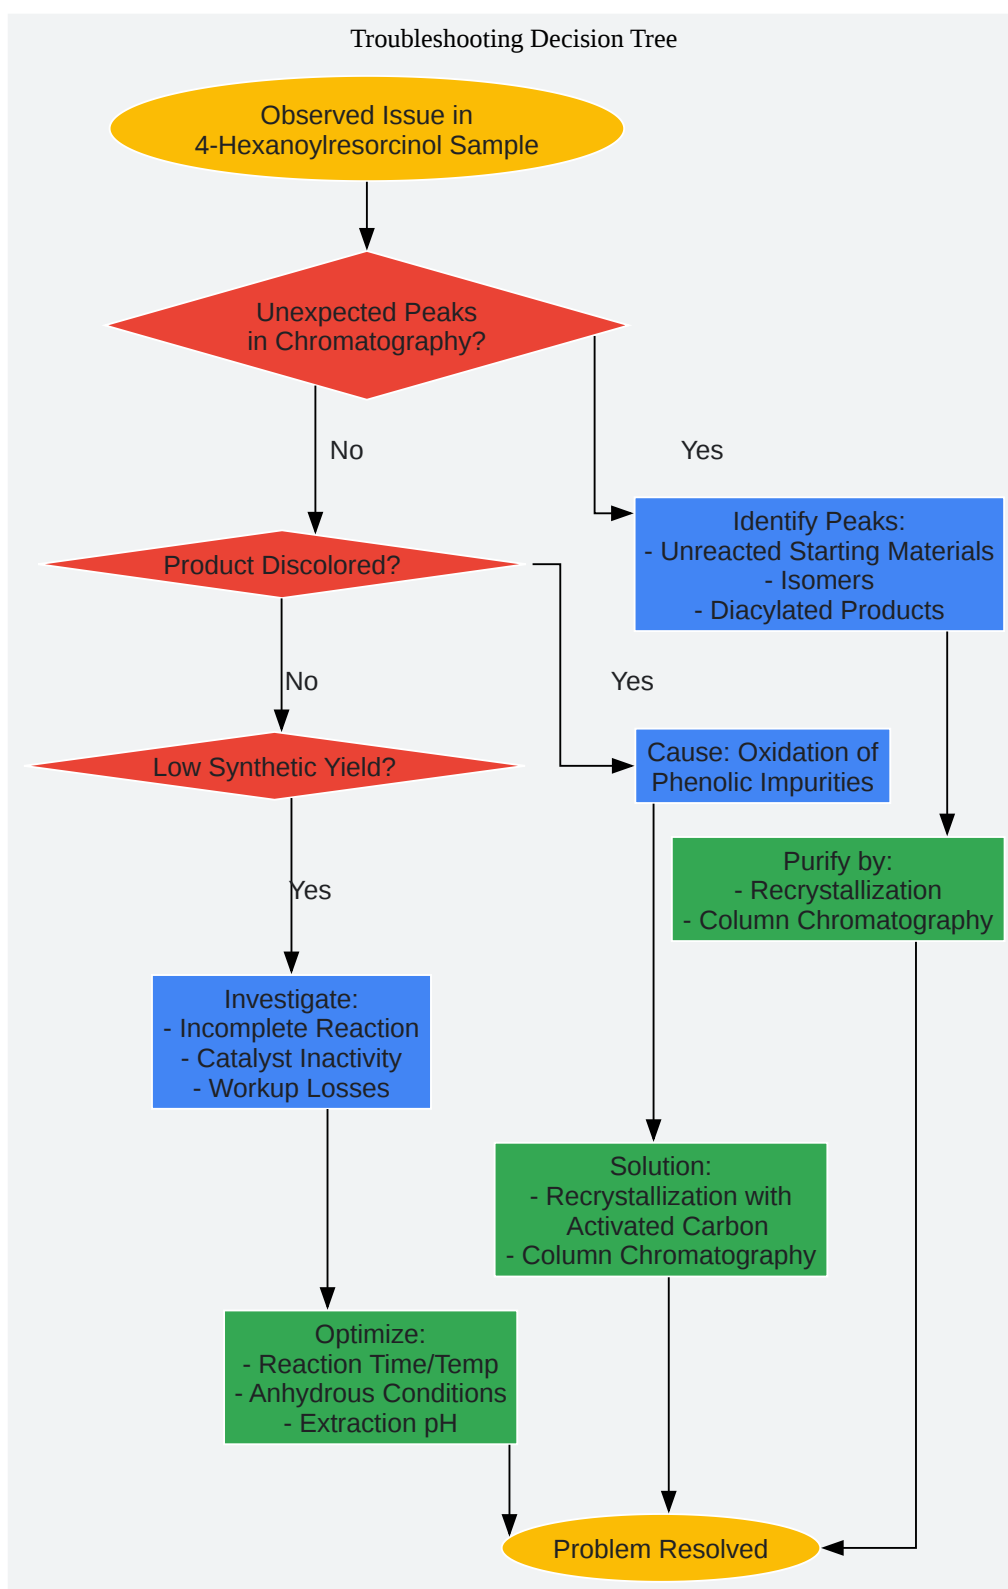 Troubleshooting Decision Tree
Observed Issue in
4-Hexanoylresorcinol Sample
Unexpected Peaks
in Chromatography?
No
Yes
Identify Peaks:
- Unreacted Starting Materials
- Isomers
- Diacylated Products
Product Discolored?
No
Yes
Low Synthetic Yield?
Cause: Oxidation of
Phenolic Impurities
Purify by:
- Recrystallization
- Column Chromatography
Yes
Investigate:
- Incomplete Reaction
- Catalyst Inactivity
- Workup Losses
Solution:
- Recrystallization with
Activated Carbon
- Column Chromatography
Optimize:
- Reaction Time/Temp
- Anhydrous Conditions
- Extraction pH
Problem Resolved